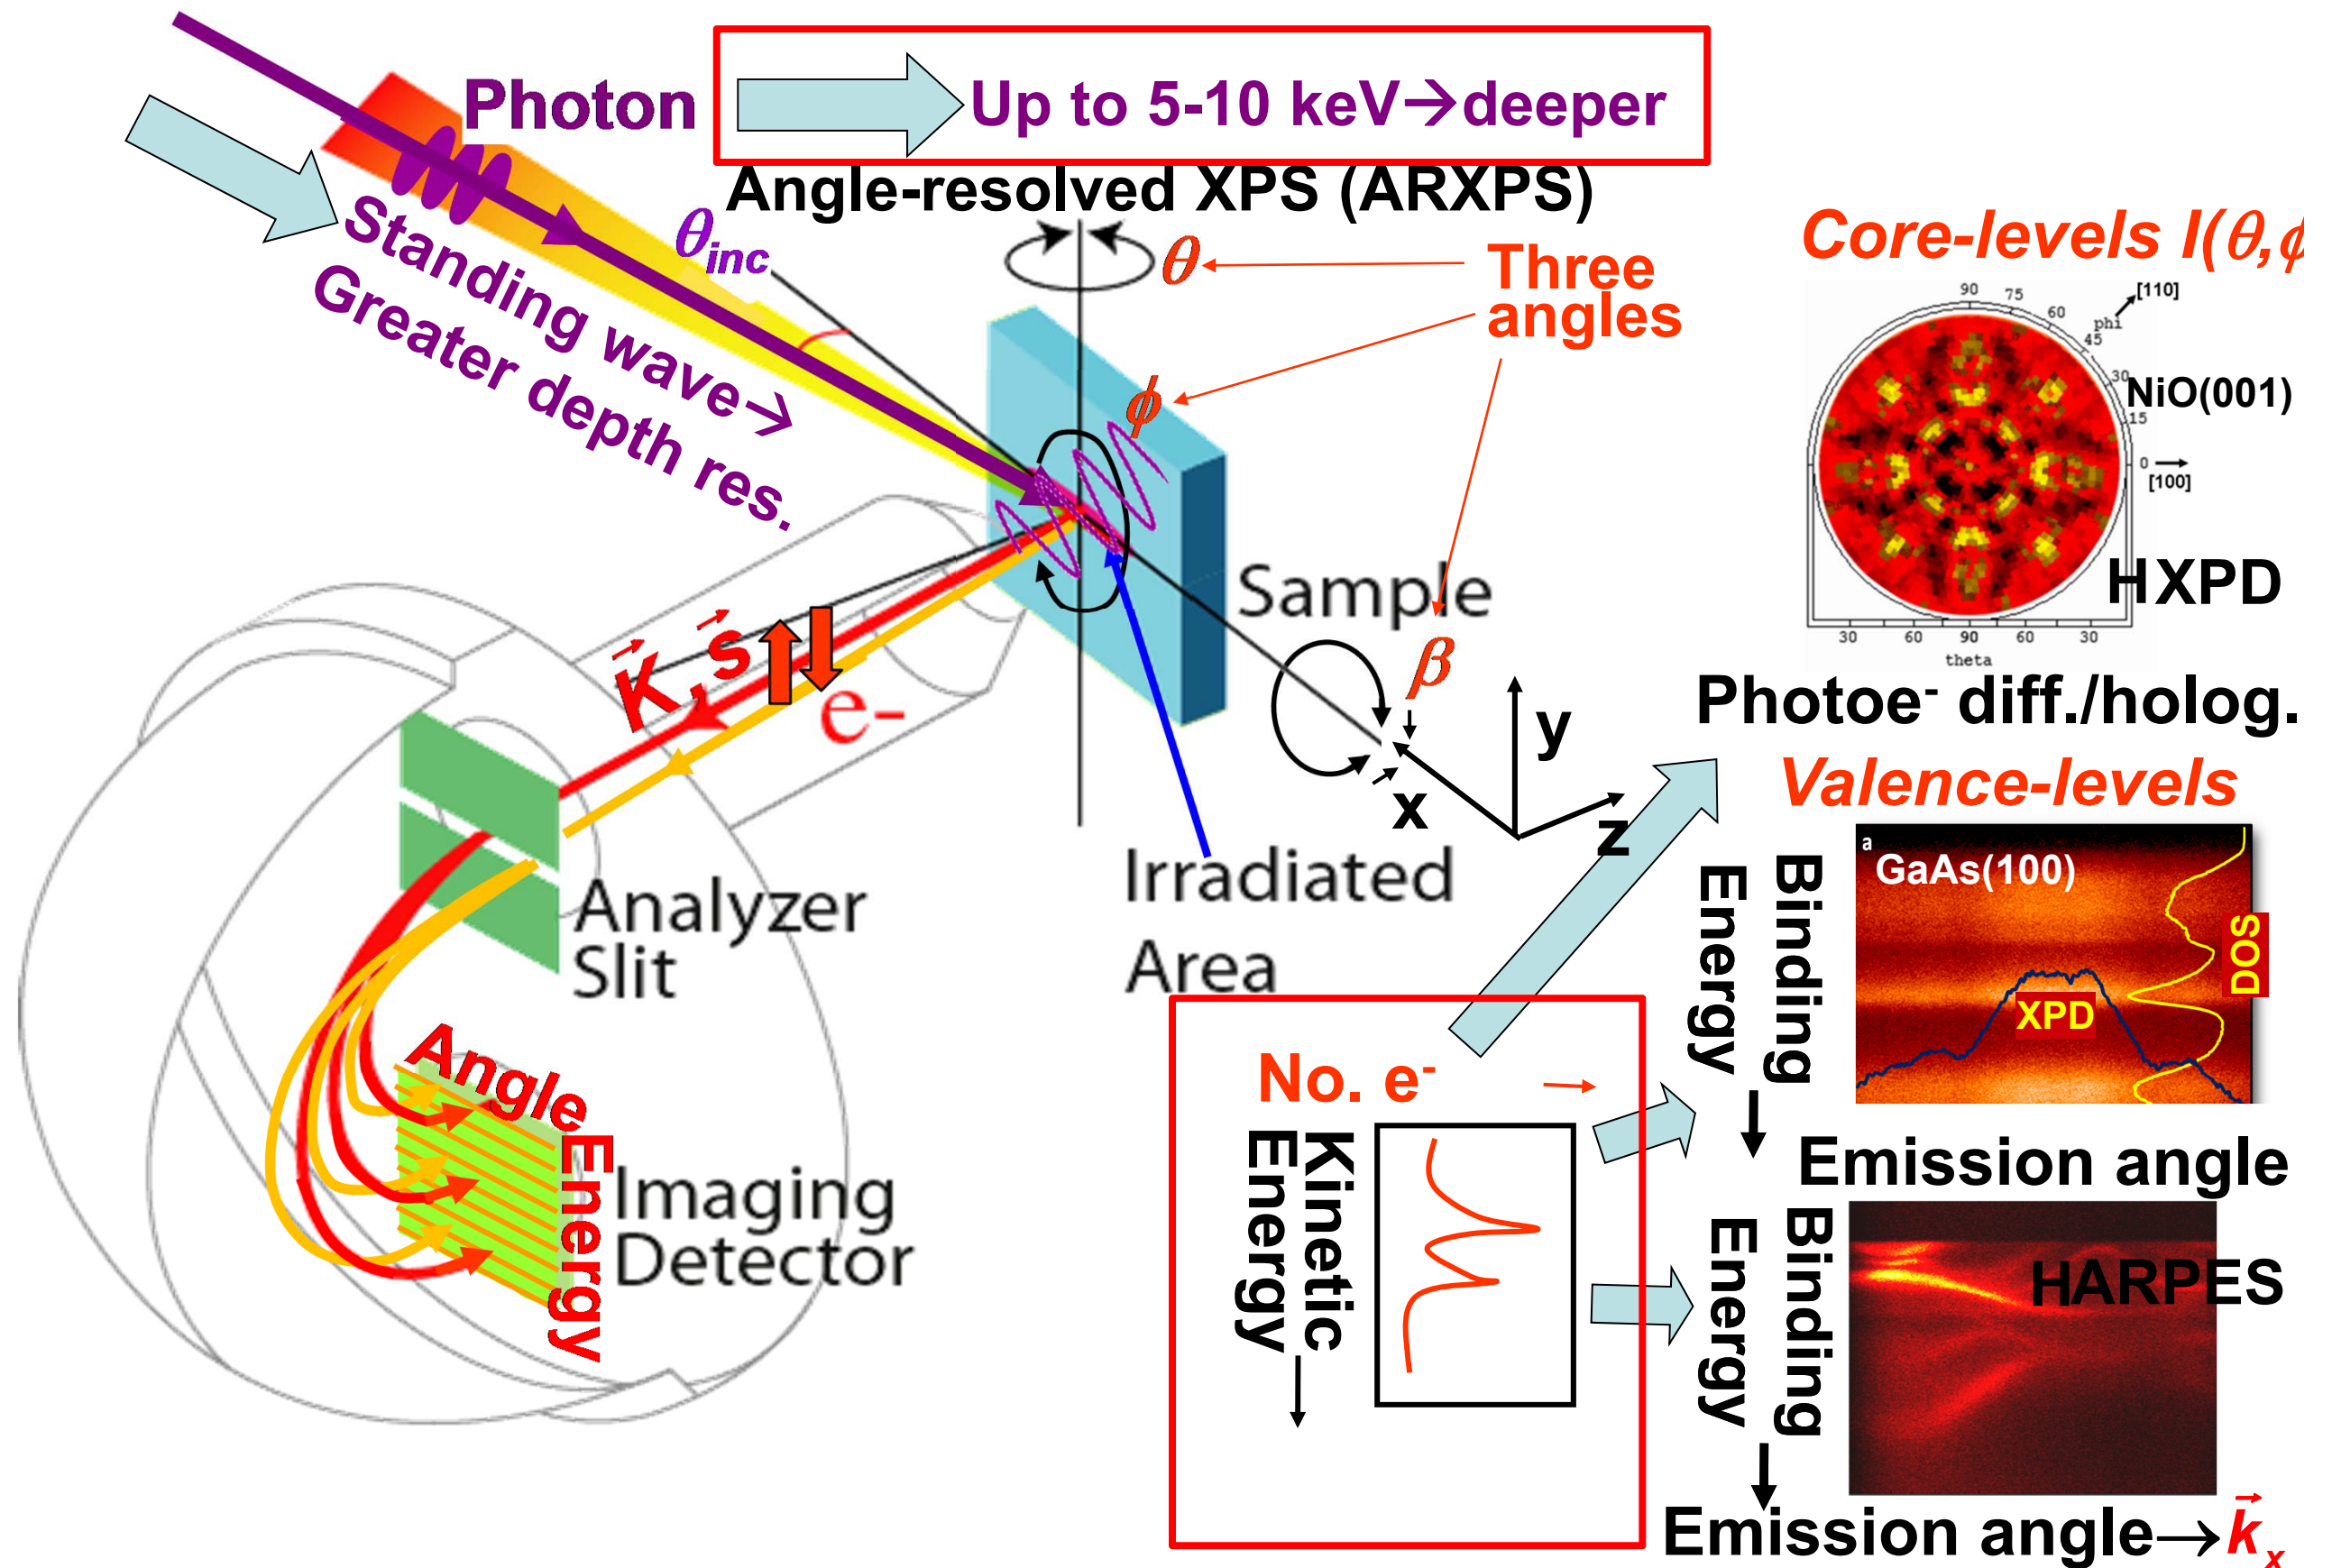 Photon
Up to 5-10 keV→deeper
Angle-resolved XPS (ARXPS)
Standing wave→
Greater depth res.
θinc
θ
Three
angles
ϕ
β
Sample
K,s
e-
x
y
z
Analyzer
Slit
Irradiated
Area
Angle
Energy
Imaging
Detector
No. e-
Kinetic
Energy
Core-levels I(θ,ϕ
90
75
60
phi
45
30
15
0
[110]
[100]
NiO(001)
HXPD
30 60 90 60 30
theta
Photoe- diff./holog.
Valence-levels
Binding
Energy
a
GaAs(100)
DOS
XPD
Emission angle
Binding
Energy
HARPES
Emission angle→kx